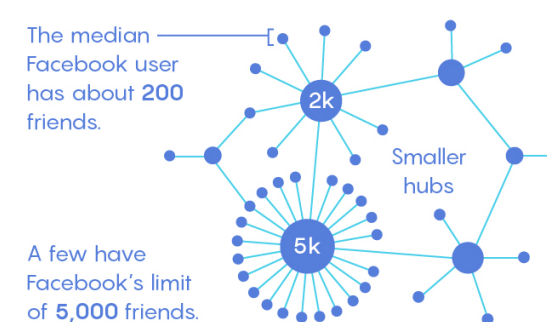 The median
Facebook user
has about 200
friends.
2k
Smaller
hubs
5k
A few have
Facebook’s limit
of 5,000 friends.